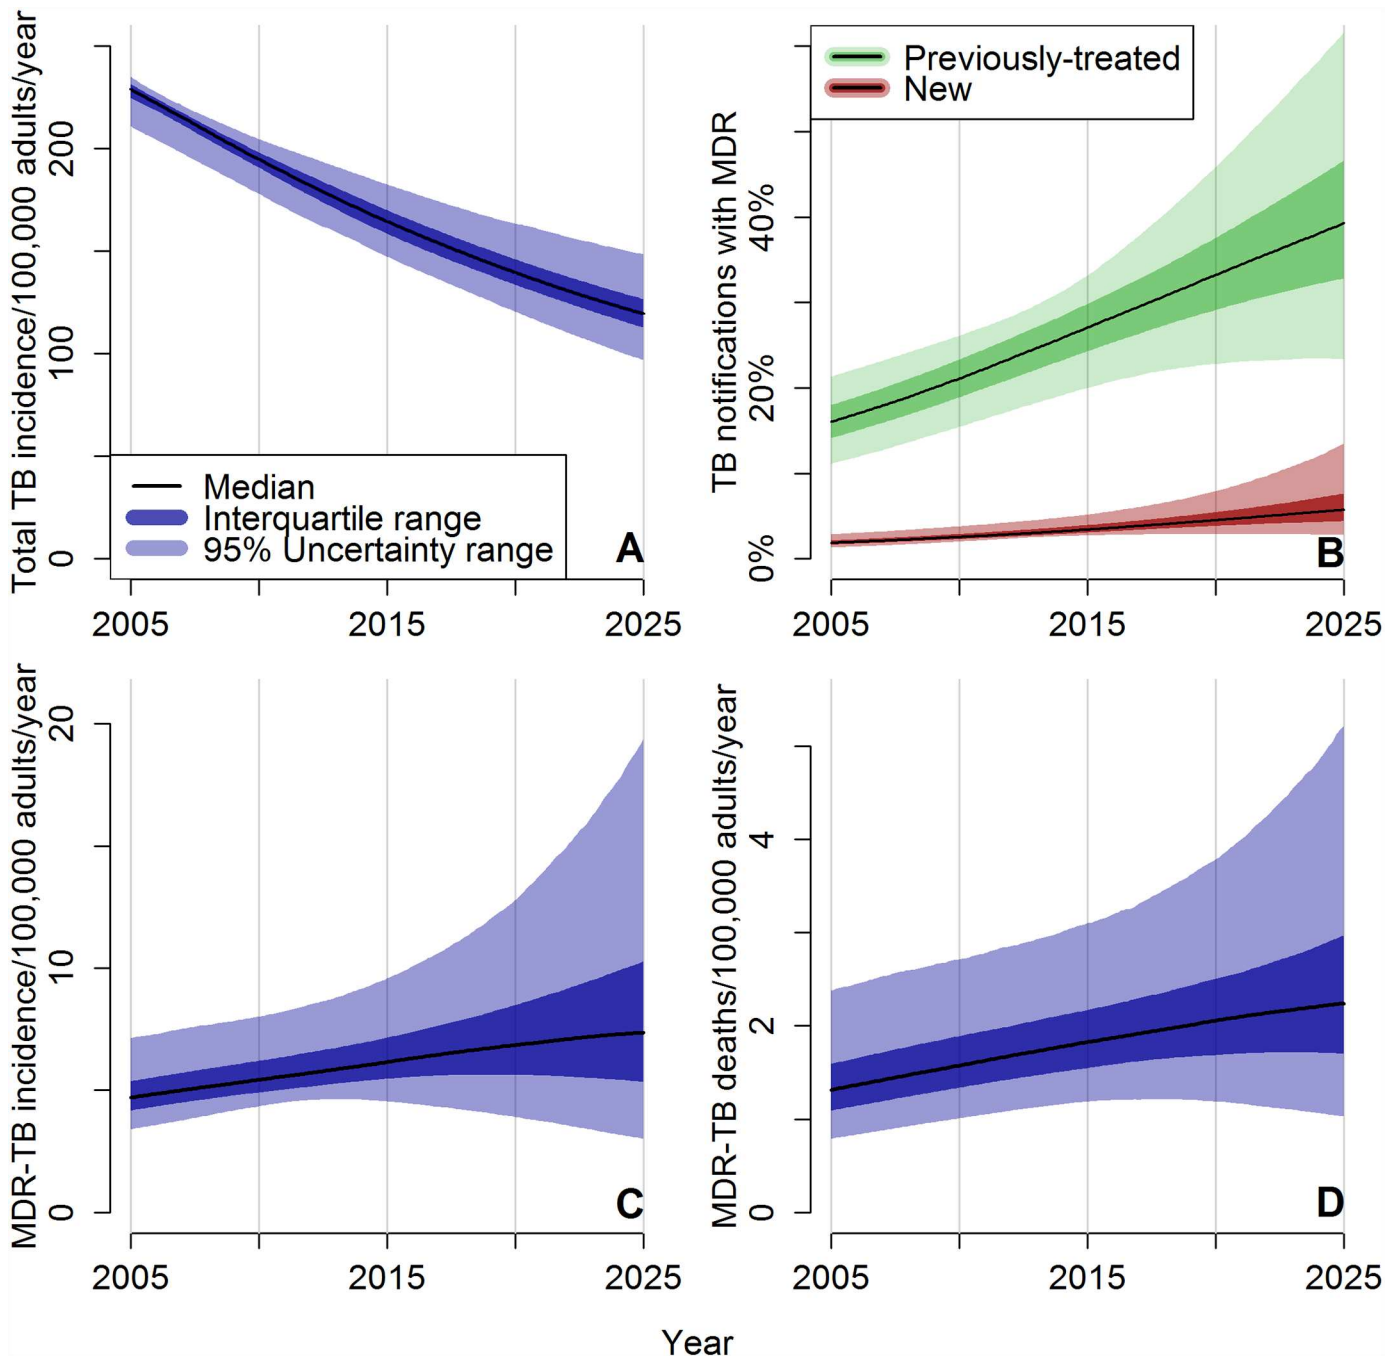 Total TB incidence/100,000 adults/year
200
100
0
Median
Interquartile range
95% Uncertainty range
A
2005
2015
2025
TB notifications with MDR
40%
20%
0%
Previously-treated
New
B
2005
2015
2025
MDR-TB incidence/100,000 adults/year
20
10
0
C
2005
2015
2025
MDR-TB deaths/100,000 adults/year
4
2
0
D
2005
2015
2025
Year